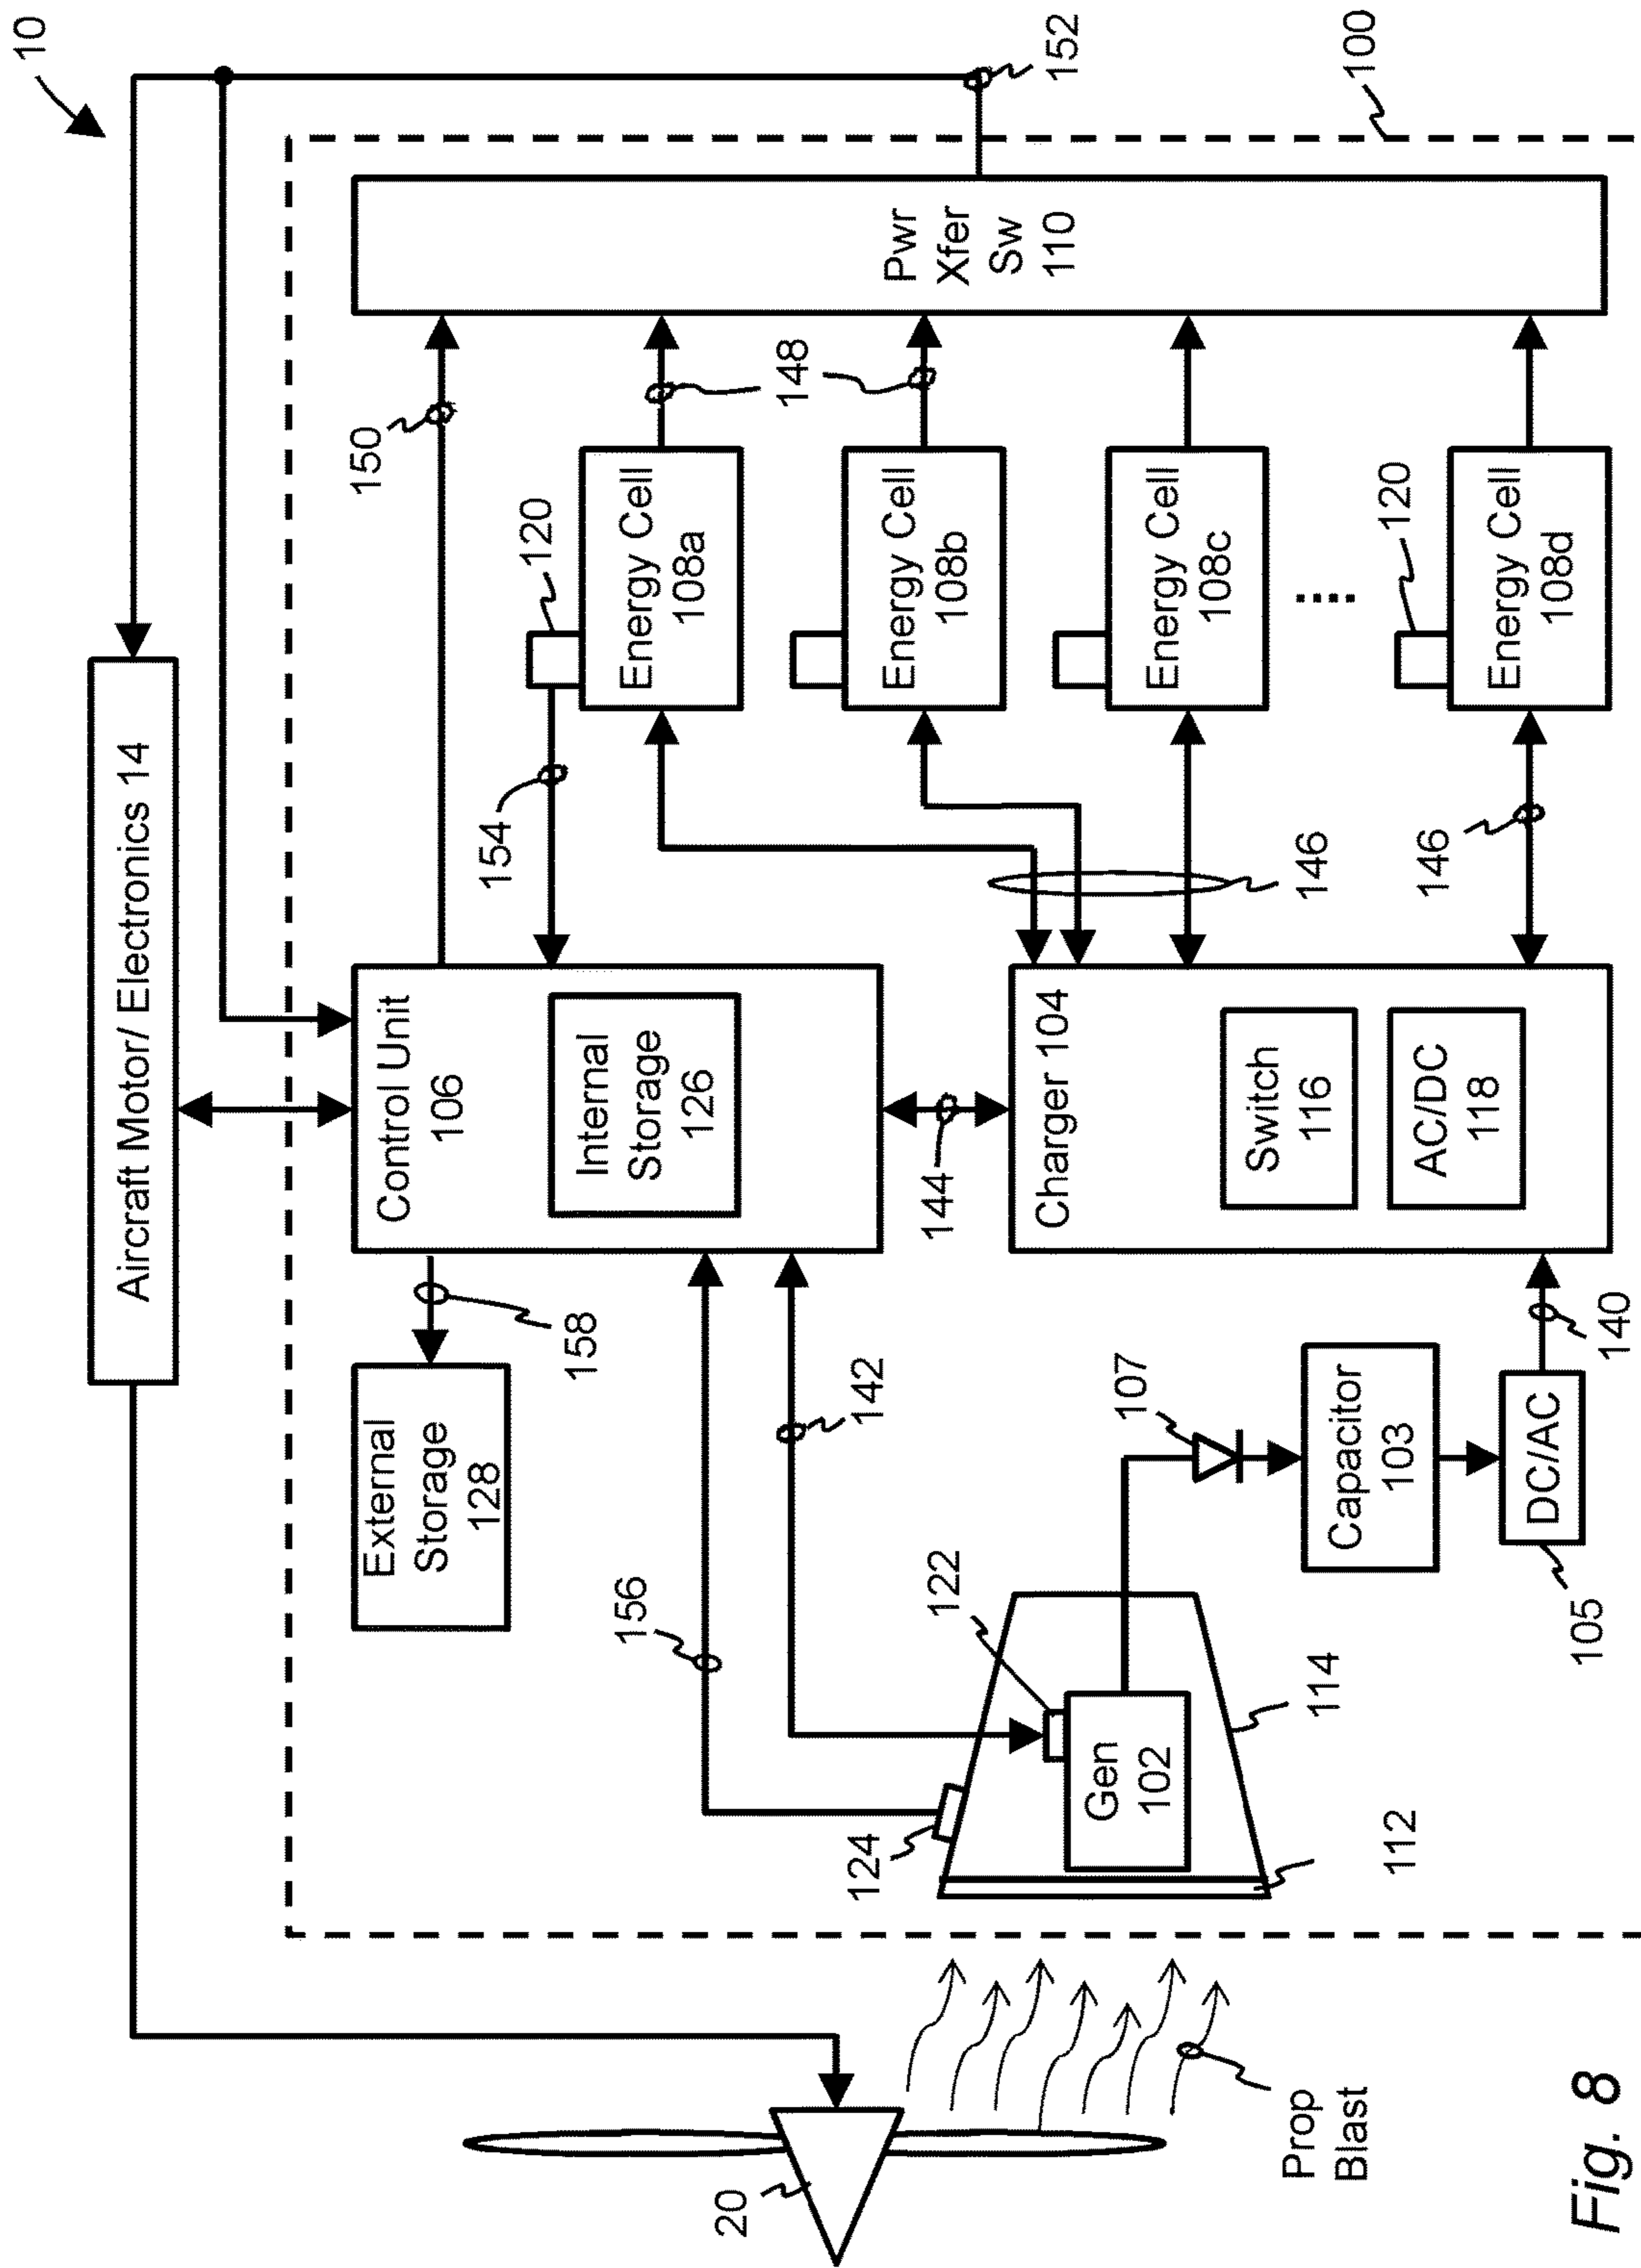 10
Aircraft Motor/ Electronics 14
152
100
Pwr
Xfer
Sw
110
150
148
120
154
Energy Cell
108a
Energy Cell
108b
Energy Cell
108c
120
Energy Cell
108d
146
146
Control Unit
106
Internal
Storage
126
144
Charger 104
Switch
116
AC/DC
118
158
External
Storage
128
142
156
107
Capacitor
103
140
DC/AC
105
122
124
Gen
102
114
112
20
Prop
Blast
Fig. 8